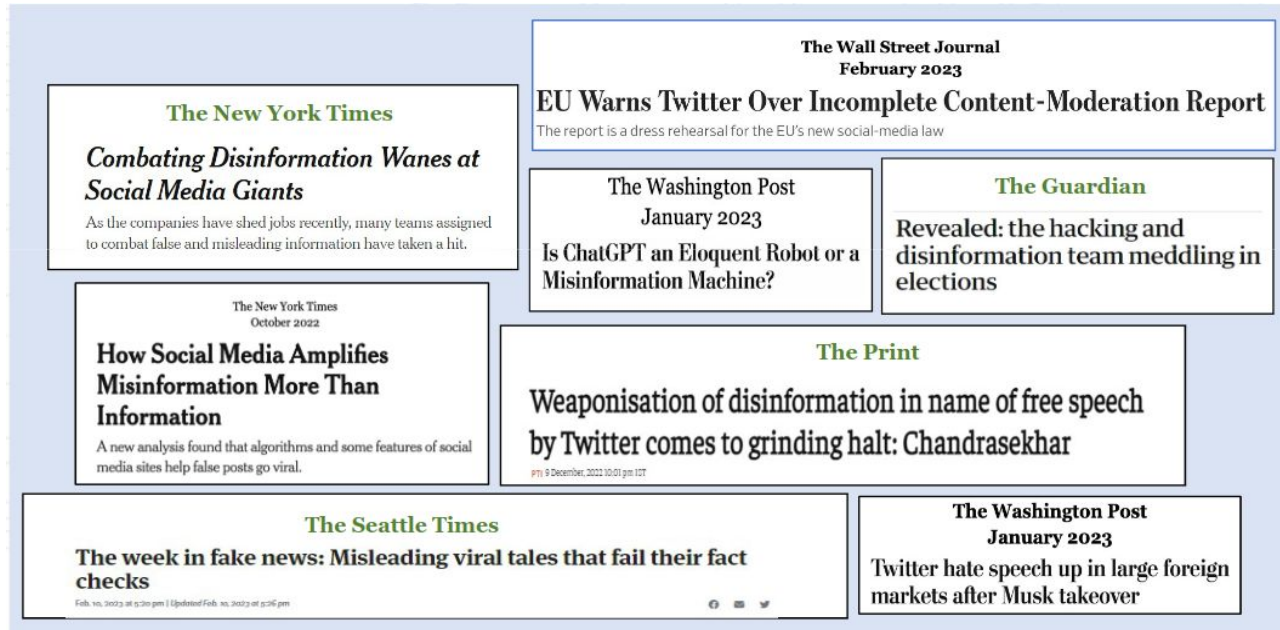 The Wall Street Journal
February 2023
EU Warns Twitter Over Incomplete Content-Moderation Report
The report is a dress rehearsal for the EU's new social-media law
The New York Times
Combating Disinformation Wanes at
Social Media Giants
As the companies have shed jobs recently, many teams assigned
to combat false and misleading information have taken a hit.
The Washington Post
January 2023
Is ChatGPT an Eloquent Robot or a
Misinformation Machine?
The Guardian
Revealed: the hacking and
disinformation team meddling in
elections
The New York Times
October 2022
How Social Media Amplifies
Misinformation More Than
Information
A new analysis found that algorithms and some features of social
media sites help false posts go viral.
The Print
Weaponisation of disinformation in name of free speech
by Twitter comes to grinding halt: Chandrasekhar
PTI 9 December, 2022 10:01 pm IST
The Seattle Times
The week in fake news: Misleading viral tales that fail their fact
checks
Feb. 10, 2023 at 5:20 pm | Updated Feb. 10, 2023 at 5:26 pm
The Washington Post
January 2023
Twitter hate speech up in large foreign
markets after Musk takeover